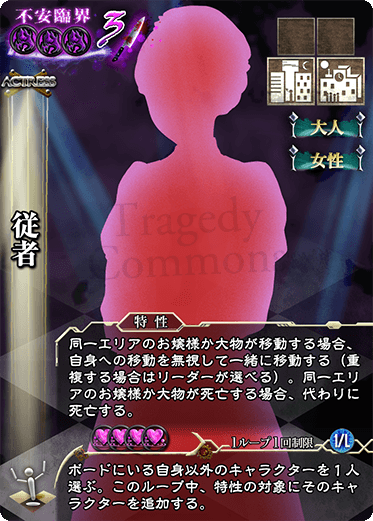 不安臨界
3
ACTRESS
大人
女性
従者
Tragedy
Commons
特性
同一エリアのお嬢様か大物が移動する場合、
自身への移動を無視して一緒に移動する（重
複する場合はリーダーが選べる）。同一エリ
アのお嬢様か大物が死亡する場合、代わりに
死亡する。
1ループ1回制限
1/L
ボードにいる自身以外のキャラクターを１人
選ぶ。このループ中、特性の対象にそのキャ
ラクターを追加する。